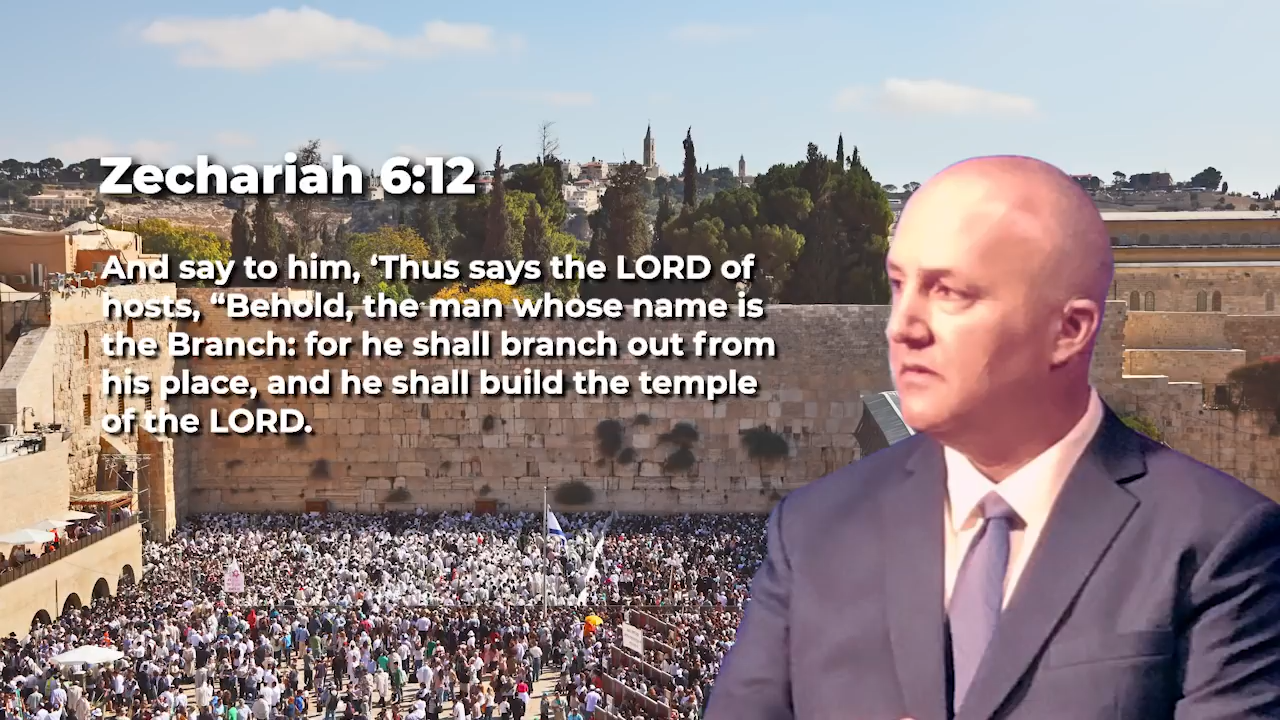 Zechariah 6:12
And say to him, ‘Thus says the LORD of
hosts, “Behold, the man whose name is
the Branch: for he shall branch out from
his place, and he shall build the temple
of the LORD.